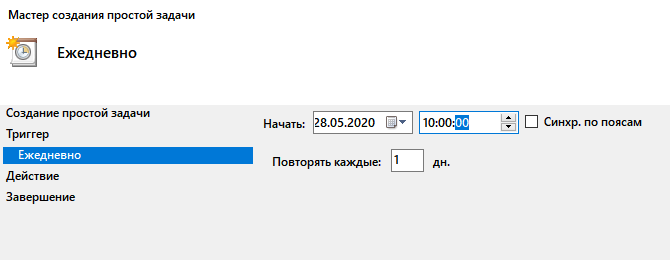 Мастер создания простой задачи
Ежедневно
Создание простой задачи
Триггер
Ежедневно
Действие
Завершение
Начать: 28.05.2020 10:00:00 Синхр. по поясам
Повторять каждые: 1 дн.